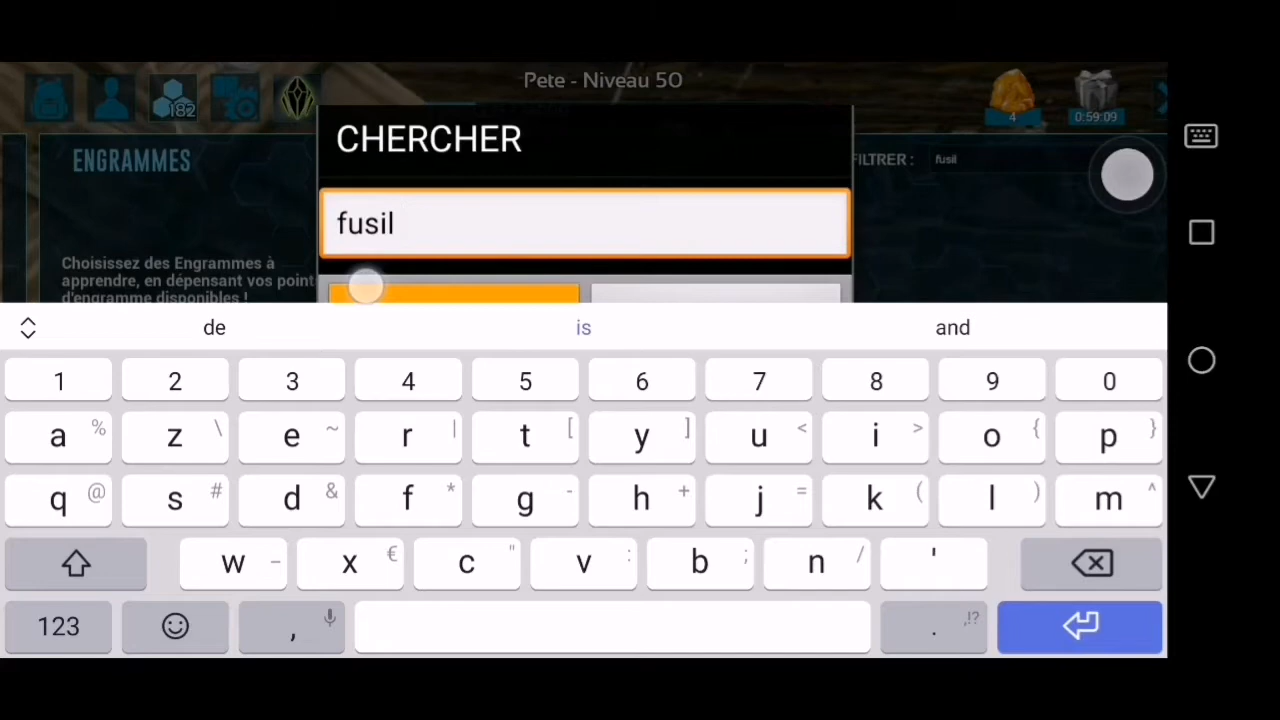 Pete - Niveau 50
182
4
0:59:09
CHERCHER
ENGRAMMES
FILTRER : fusil
fusil
Choisissez des Engrammes à
apprendre, en dépensant vos point
d'engramme disponibles !
de is and
1 2 3 4 5 6 7 8 9 0
a % z \ e ~ r | t [ y ] u < i > o { p }
q @ s # d & f * g - h + j = k ( l ) m ^
w _ x € c " v : b ; n / '
123 , . ,!?